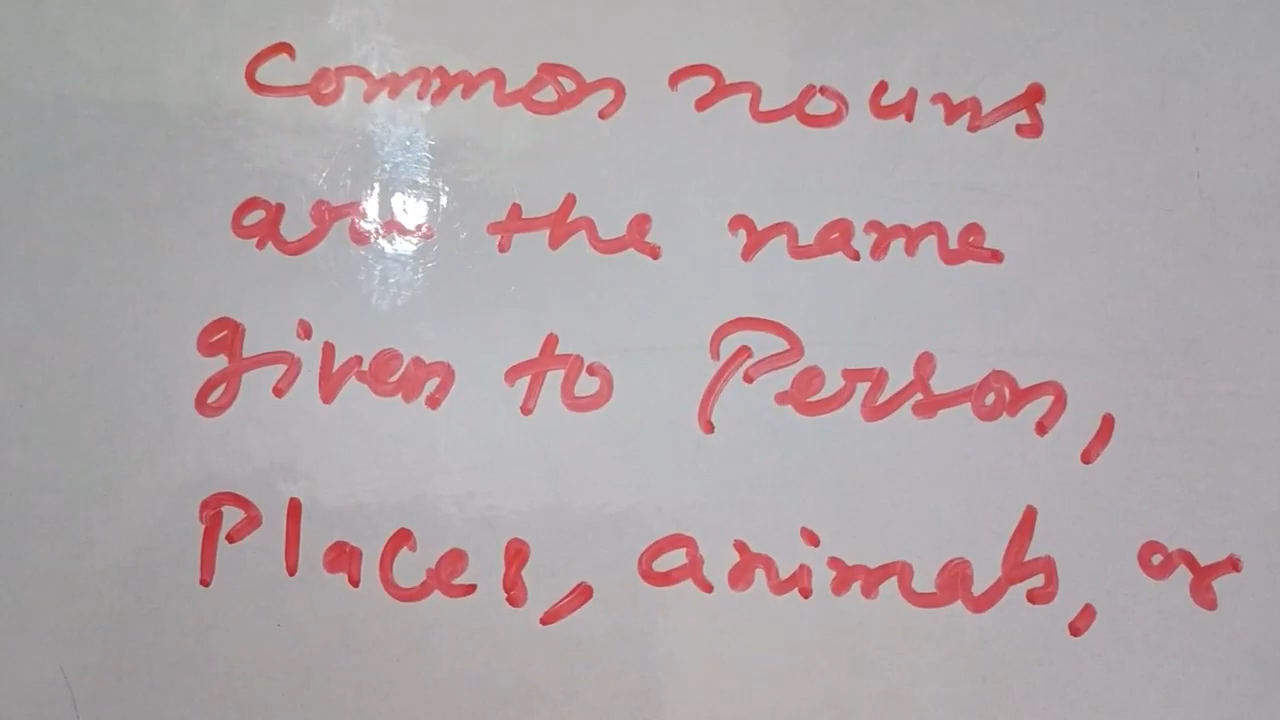 Common nouns
are the name
given to Person,
Places, animals, or